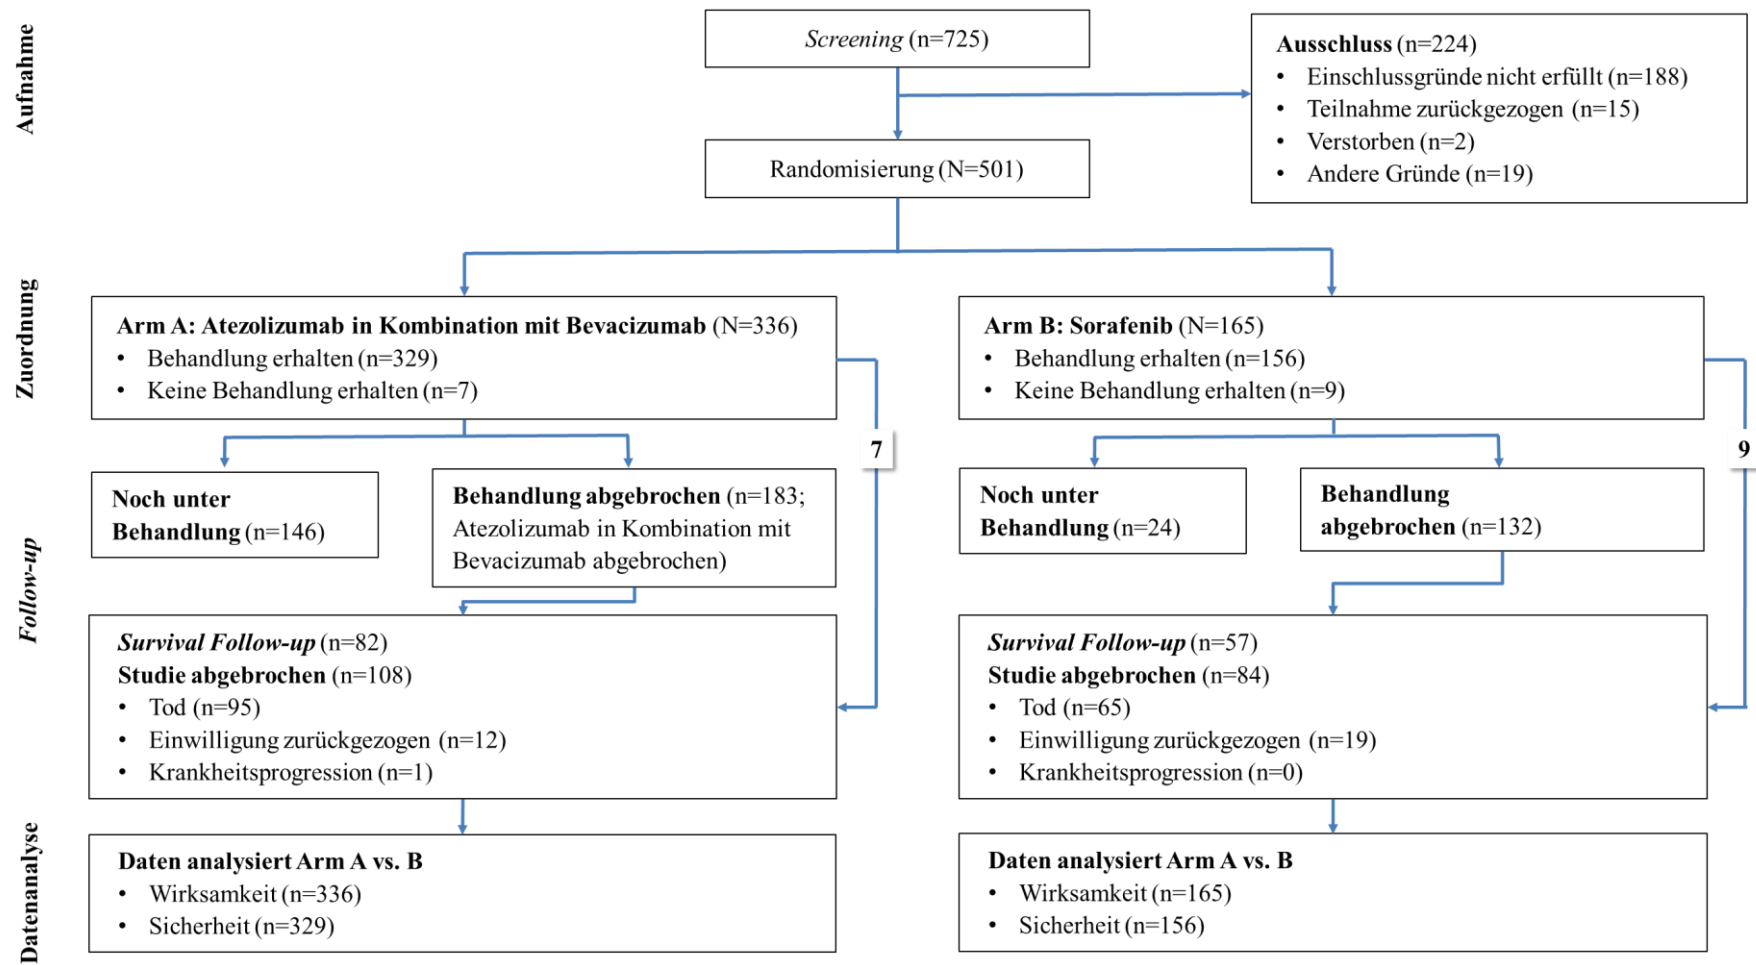 Aufnahme
Screening (n=725)
Ausschluss (n=224)
• Einschlussgründe nicht erfüllt (n=188)
• Teilnahme zurückgezogen (n=15)
• Verstorben (n=2)
• Andere Gründe (n=19)
Randomisierung (N=501)
Zuordnung
Arm A: Atezolizumab in Kombination mit Bevacizumab (N=336)
• Behandlung erhalten (n=329)
• Keine Behandlung erhalten (n=7)
Arm B: Sorafenib (N=165)
• Behandlung erhalten (n=156)
• Keine Behandlung erhalten (n=9)
7
9
Follow-up
Noch unter
Behandlung (n=146)
Behandlung abgebrochen (n=183;
Atezolizumab in Kombination mit
Bevacizumab abgebrochen)
Noch unter
Behandlung (n=24)
Behandlung
abgebrochen (n=132)
Survival Follow-up (n=82)
Studie abgebrochen (n=108)
• Tod (n=95)
• Einwilligung zurückgezogen (n=12)
• Krankheitsprogression (n=1)
Survival Follow-up (n=57)
Studie abgebrochen (n=84)
• Tod (n=65)
• Einwilligung zurückgezogen (n=19)
• Krankheitsprogression (n=0)
Datenanalyse
Daten analysiert Arm A vs. B
• Wirksamkeit (n=336)
• Sicherheit (n=329)
Daten analysiert Arm A vs. B
• Wirksamkeit (n=165)
• Sicherheit (n=156)